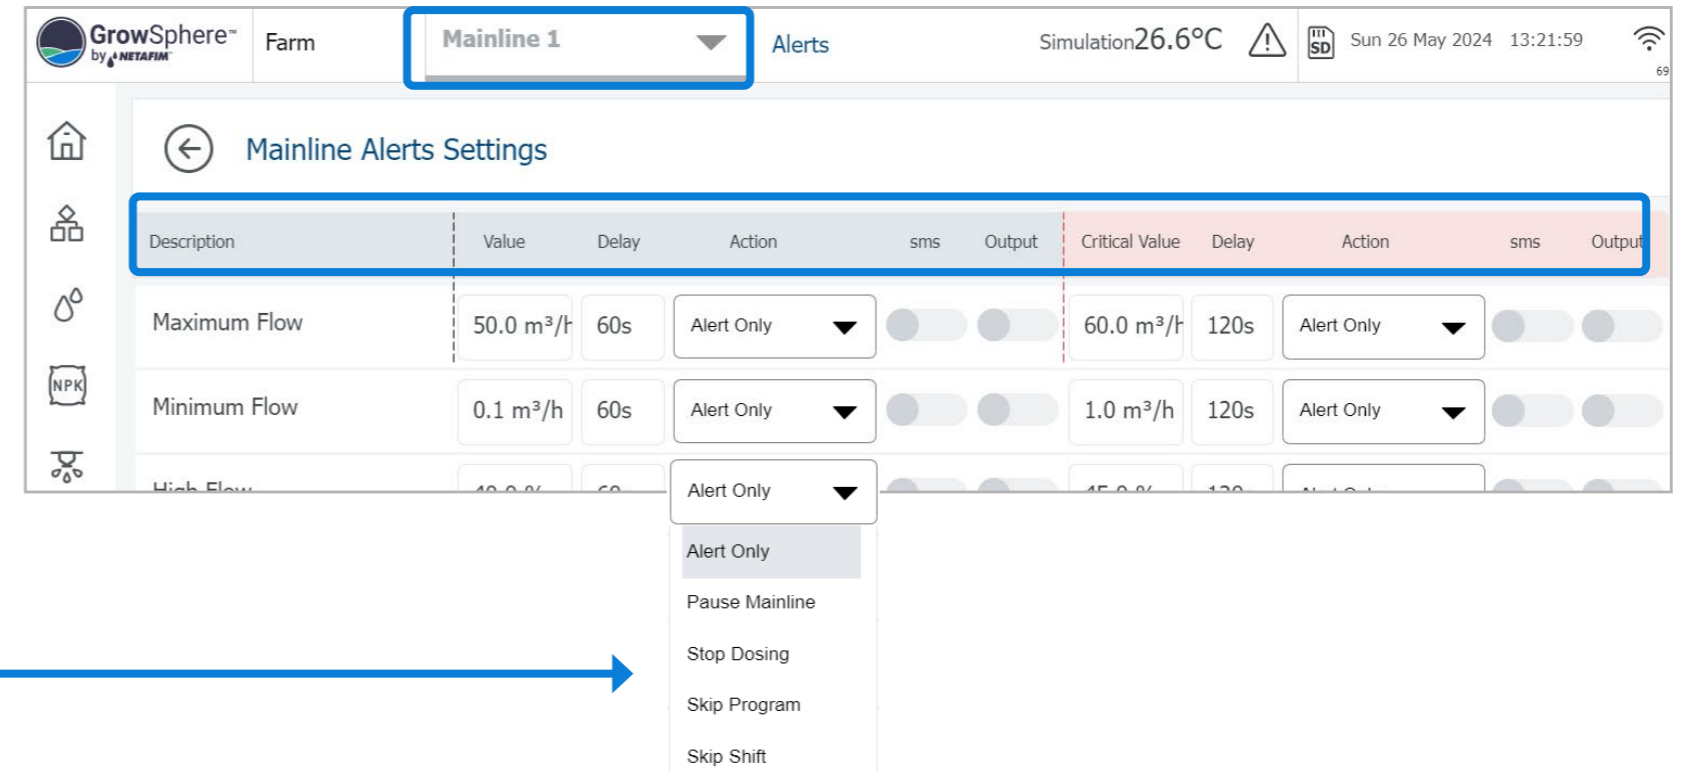 GrowSphere™
by NETAFIM™
Farm
Mainline 1
Alerts
Simulation26.6°C
SD
Sun 26 May 2024 13:21:59
69
Mainline Alerts Settings
Description Value Delay Action sms Output Critical Value Delay Action sms Output
Maximum Flow 50.0 m³/h 60s Alert Only 60.0 m³/h 120s Alert Only
NPK
Minimum Flow 0.1 m³/h 60s Alert Only 1.0 m³/h 120s Alert Only
High Flow Alert Only
Alert Only
Pause Mainline
Stop Dosing
Skip Program
Skip Shift